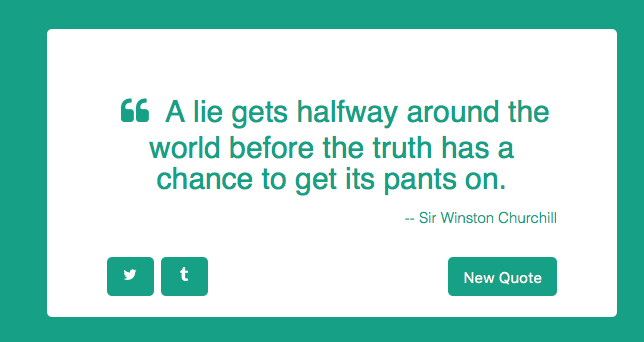 “ A lie gets halfway around the
world before the truth has a
chance to get its pants on.
-- Sir Winston Churchill
New Quote